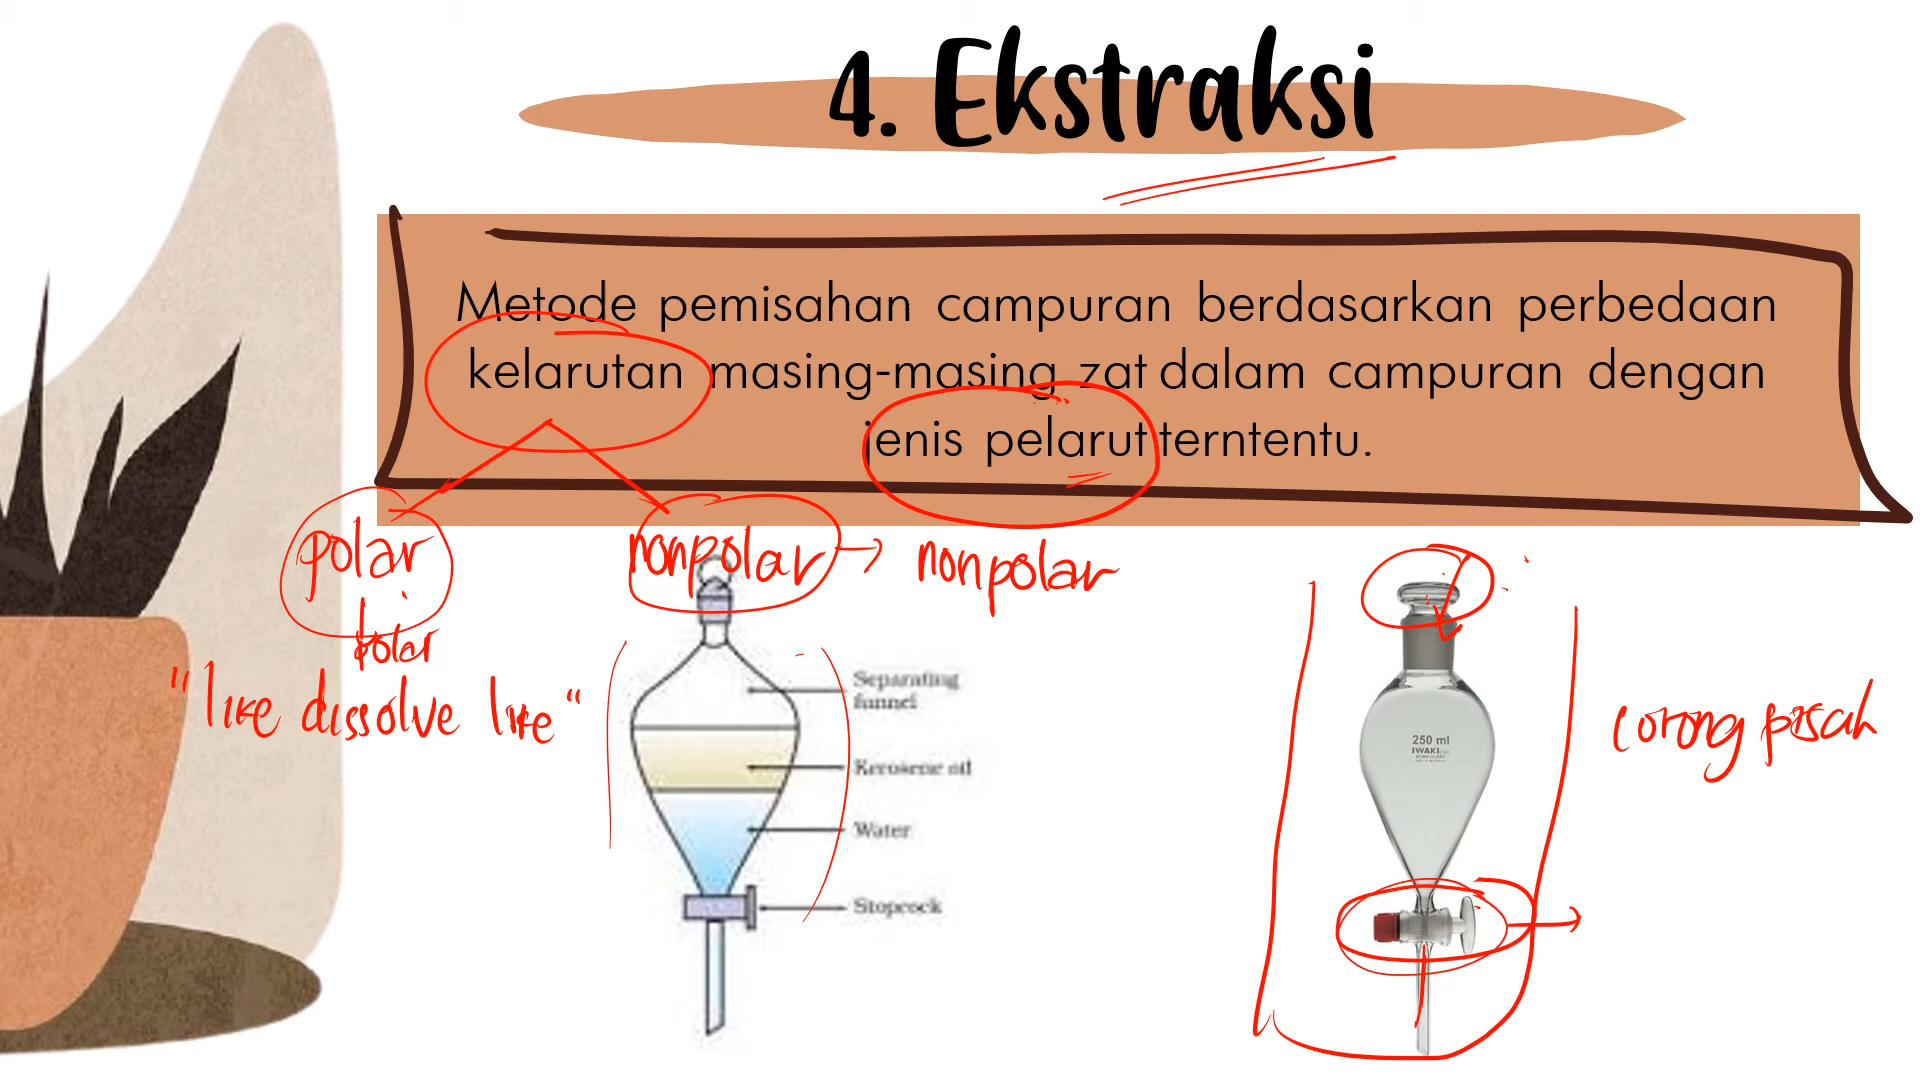 4. Ekstraksi
Metode pemisahan campuran berdasarkan perbedaan
kelarutan masing-masing zat dalam campuran dengan
jenis pelarut terntentu.
polar
nonpolar → nonpolar
polar
"like dissolve like"
Separating
funnel
Kerosene oil
Water
Stopcock
250 ml
IWAKI
corong pisah